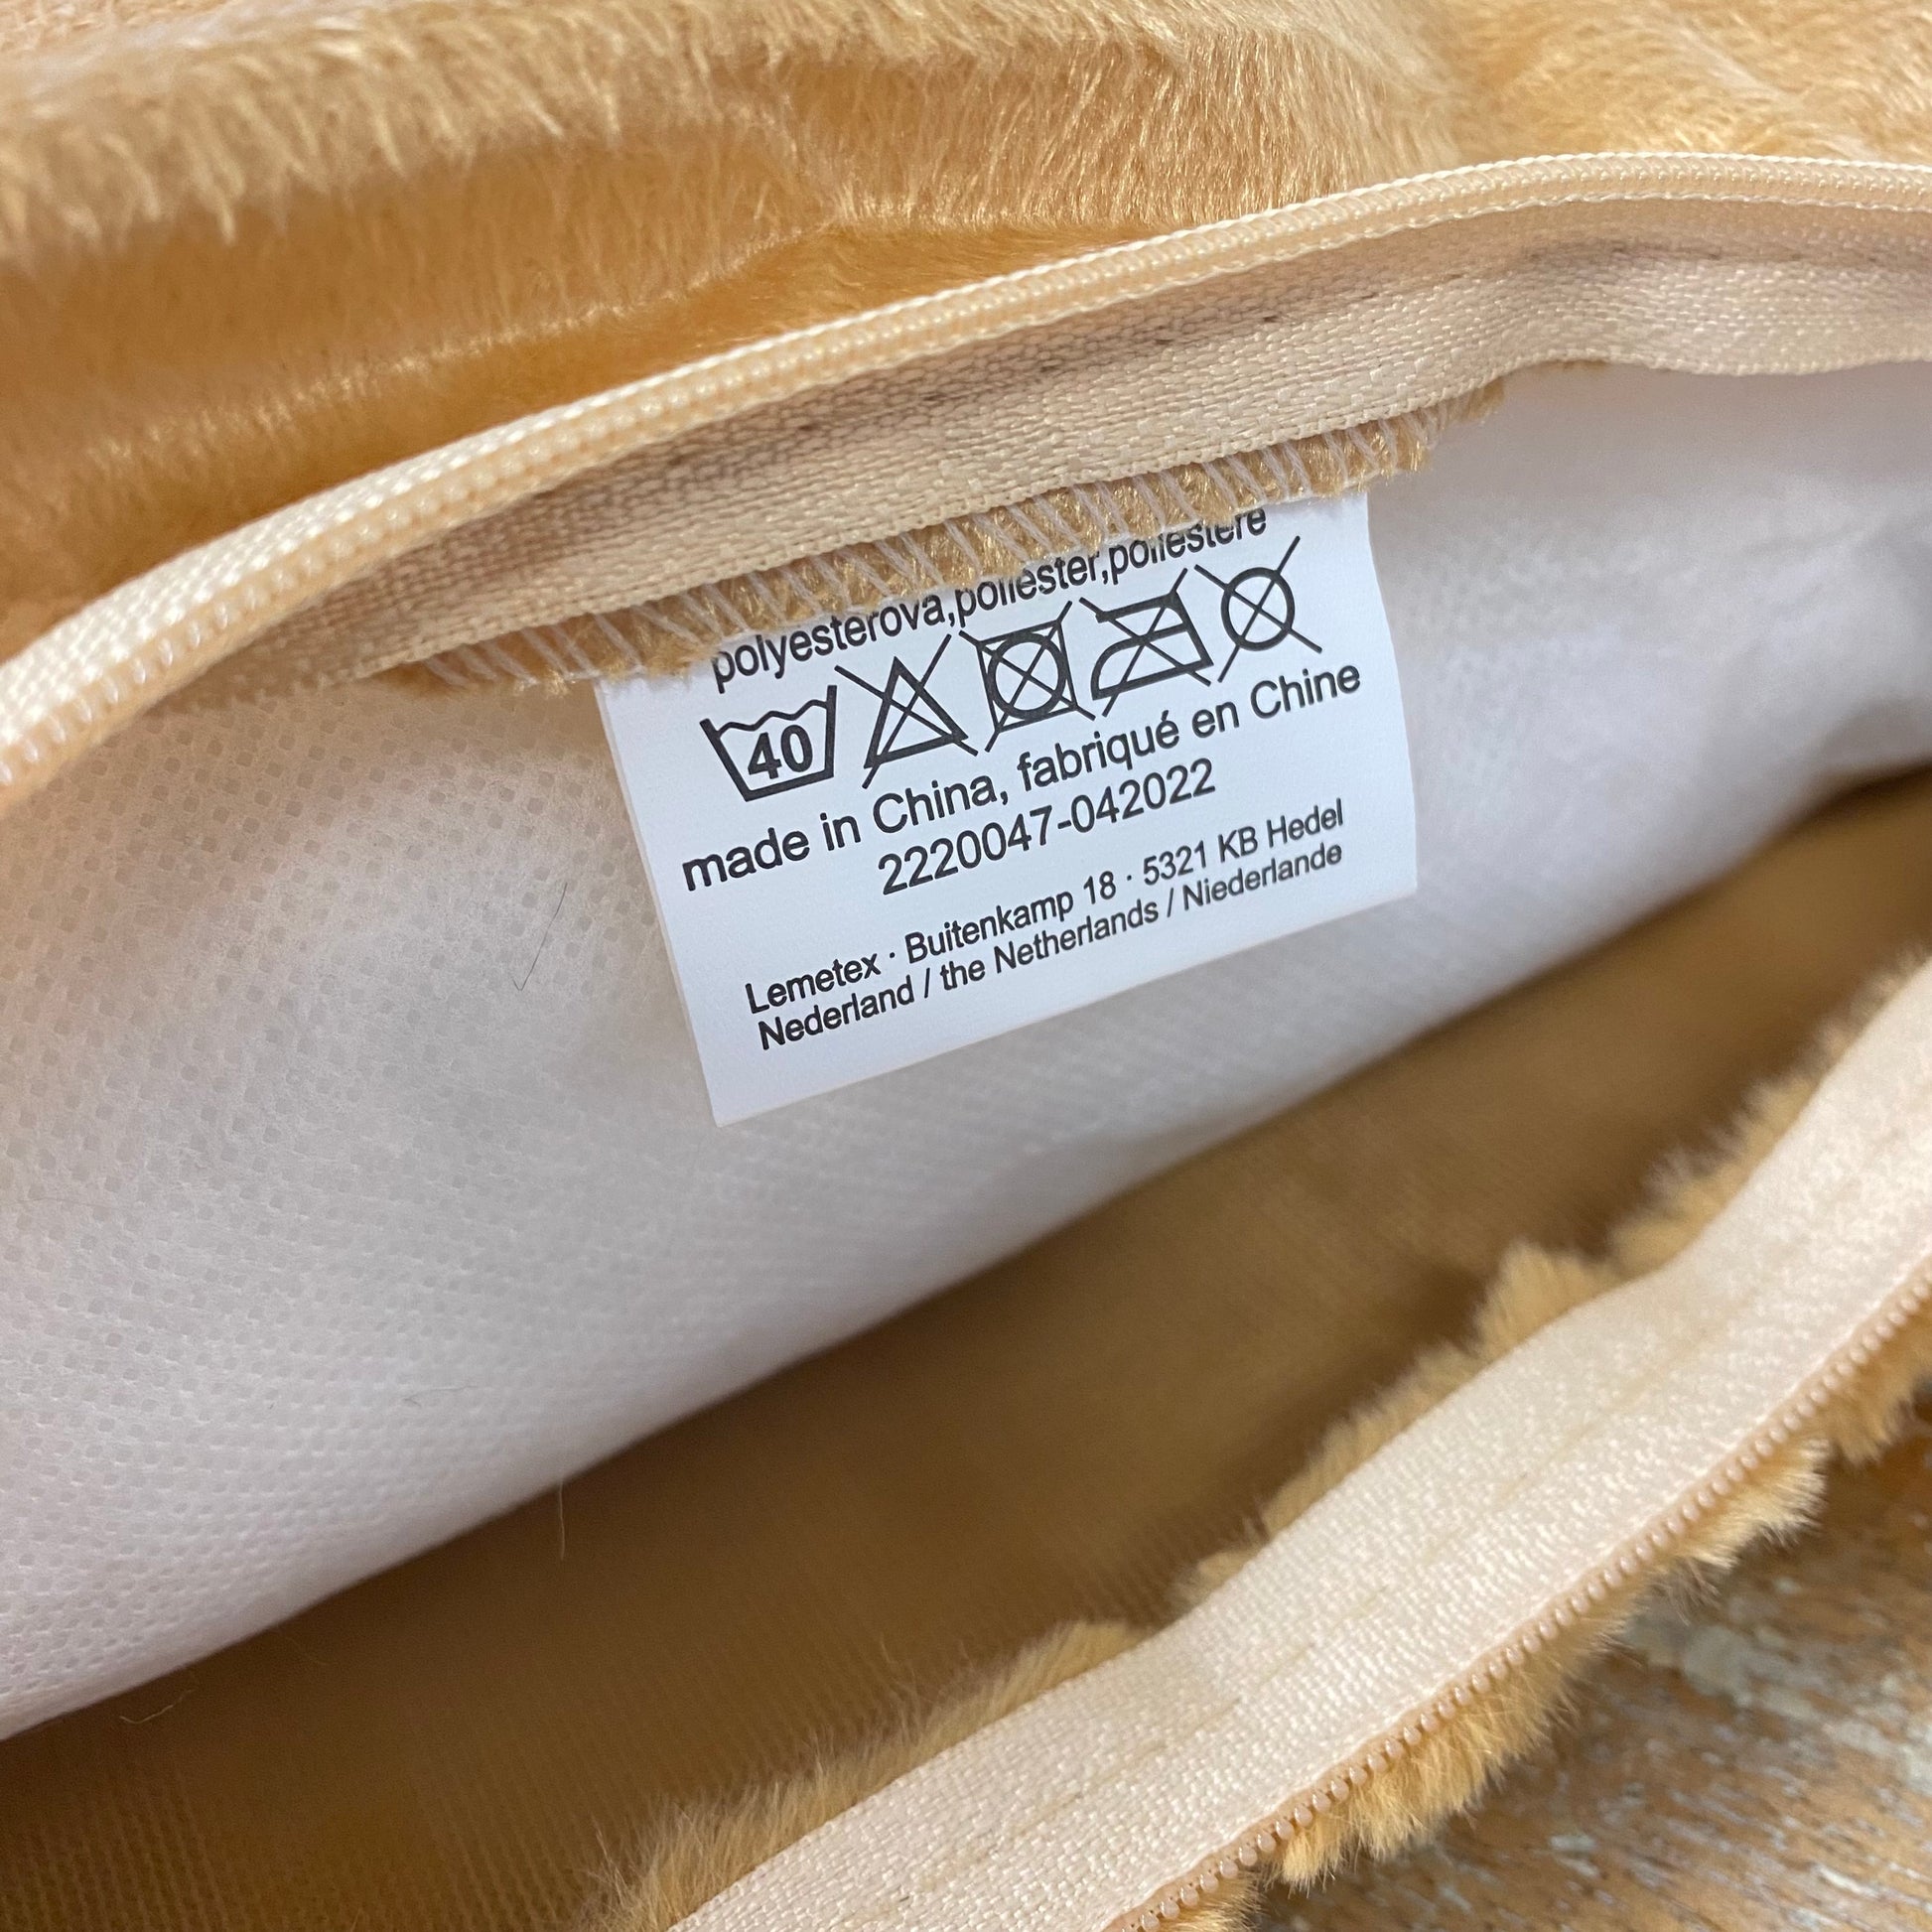 polyesterova,poliester,poliestere
40
made in China, fabriqué en Chine
2220047-042022
Lemetex · Buitenkamp 18 · 5321 KB Hedel
Nederland / the Netherlands / Niederlande